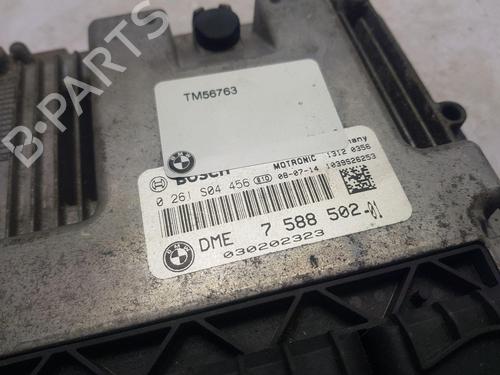 TM56763
BOSCH MOTRONIC
0 261 S04 456 BID 08-07-14 1312 0356
1039S26253
DME 7 588 502-01
030202323
B-PARTS